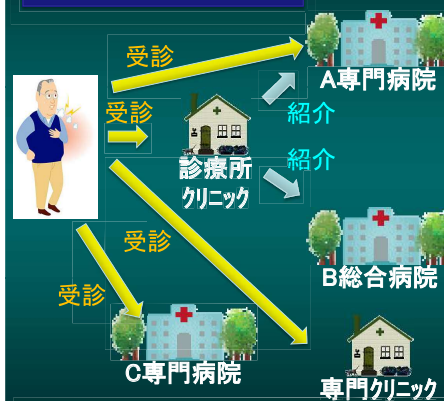 受診
A専門病院
受診
紹介
診療所
クリニック
紹介
受診
B総合病院
受診
C専門病院
専門クリニック